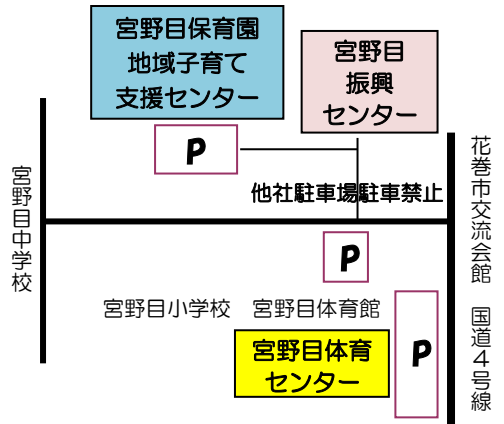 宮野目保育園
地域子育て
支援センター
宮野目
振興
センター
P
他社駐車場駐車禁止
宮野目中学校
花巻市交流会館 国道4号線
P
宮野目小学校 宮野目体育館
宮野目体育
センター
P